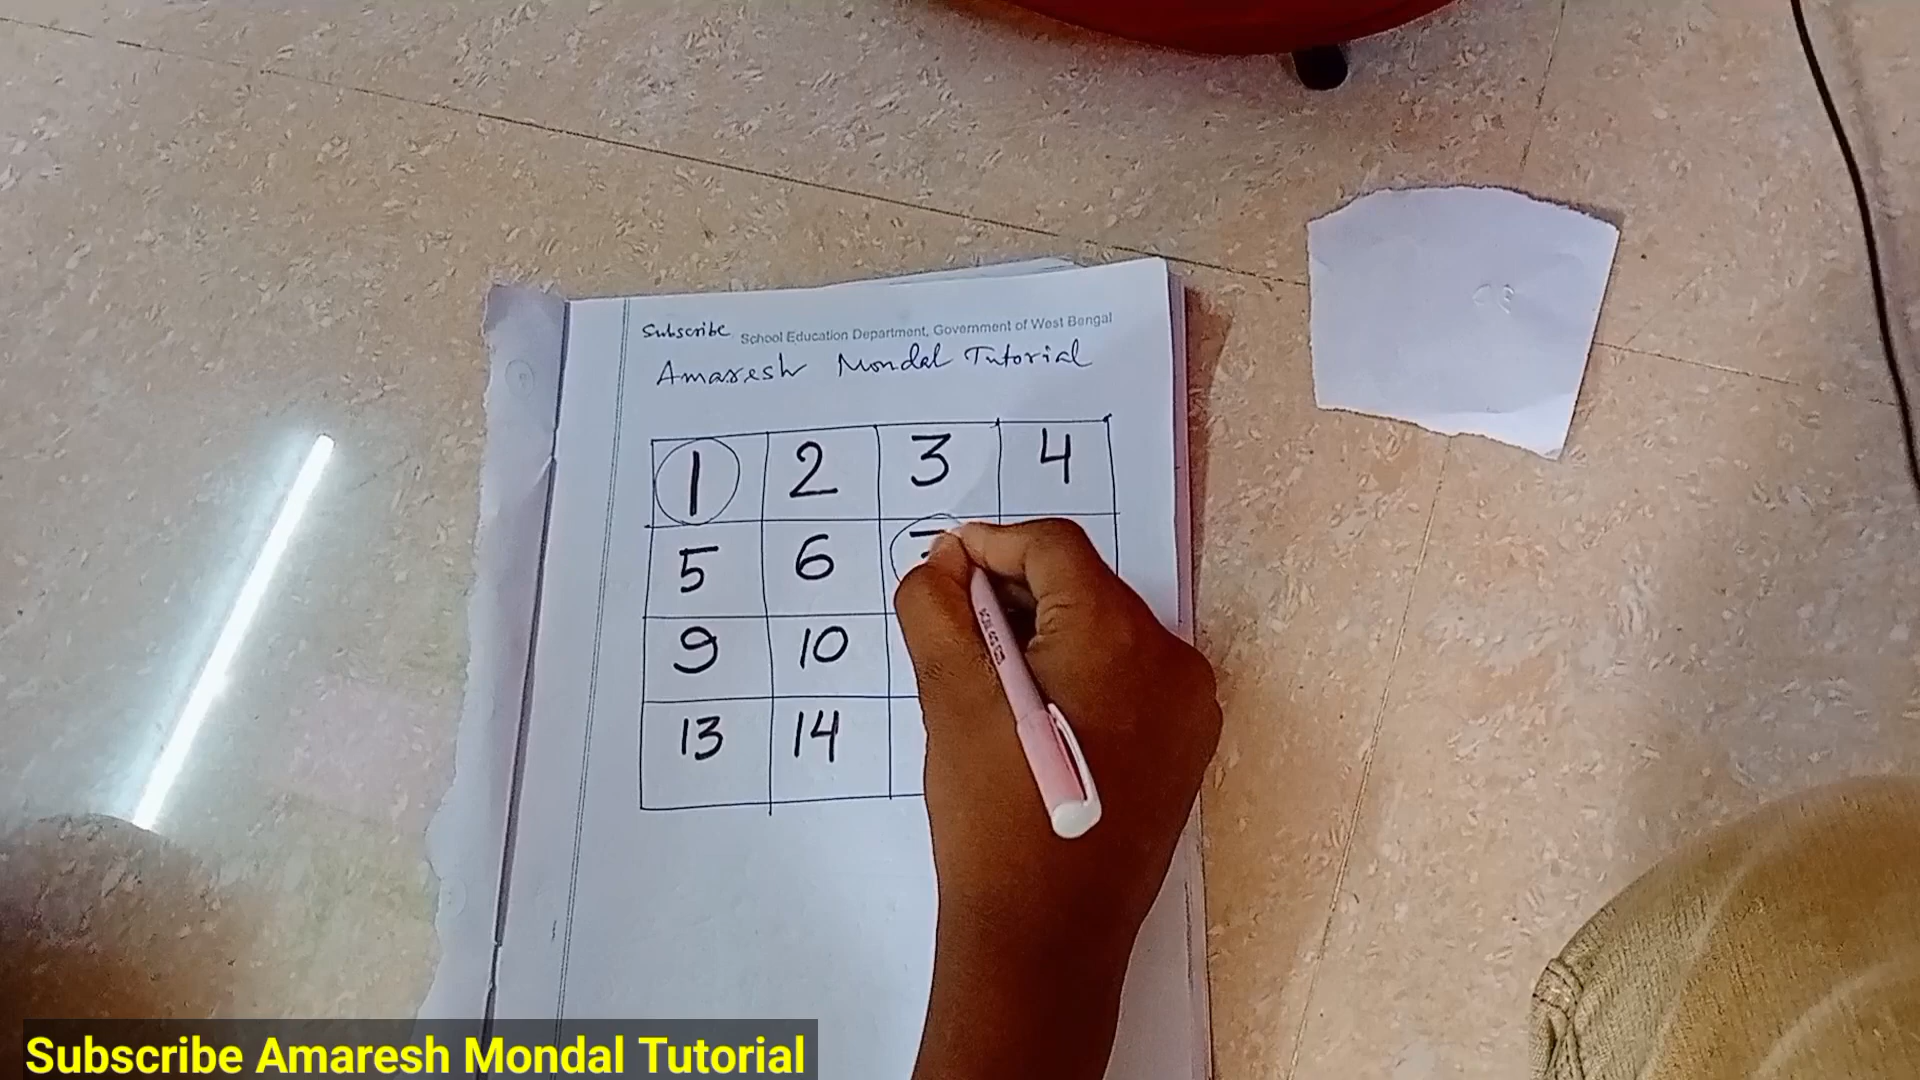 Subscribe School Education Department, Government of West Bengal
Amaresh Mondal Tutorial
1 2 3 4
5 6
9 10
13 14
Subscribe Amaresh Mondal Tutorial